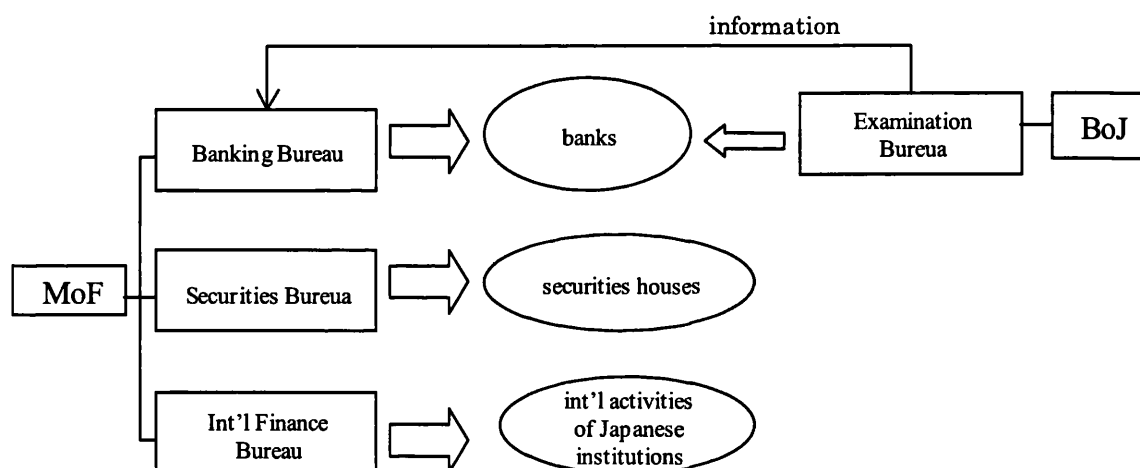 information
Banking Bureau
banks
Examination
Bureua
BoJ
MoF
Securities Bureua
securities houses
Int'l Finance
Bureau
int'l activities
of Japanese
institutions